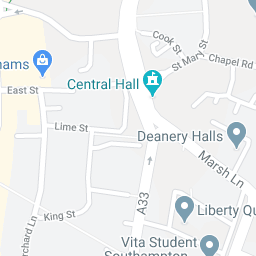 Cook St
St Mary St
Chapel Rd
Central Hall
East St
Lime St
Deanery Halls
Marsh Ln
King St
A33
Liberty Qu
Vita Student
Southampton